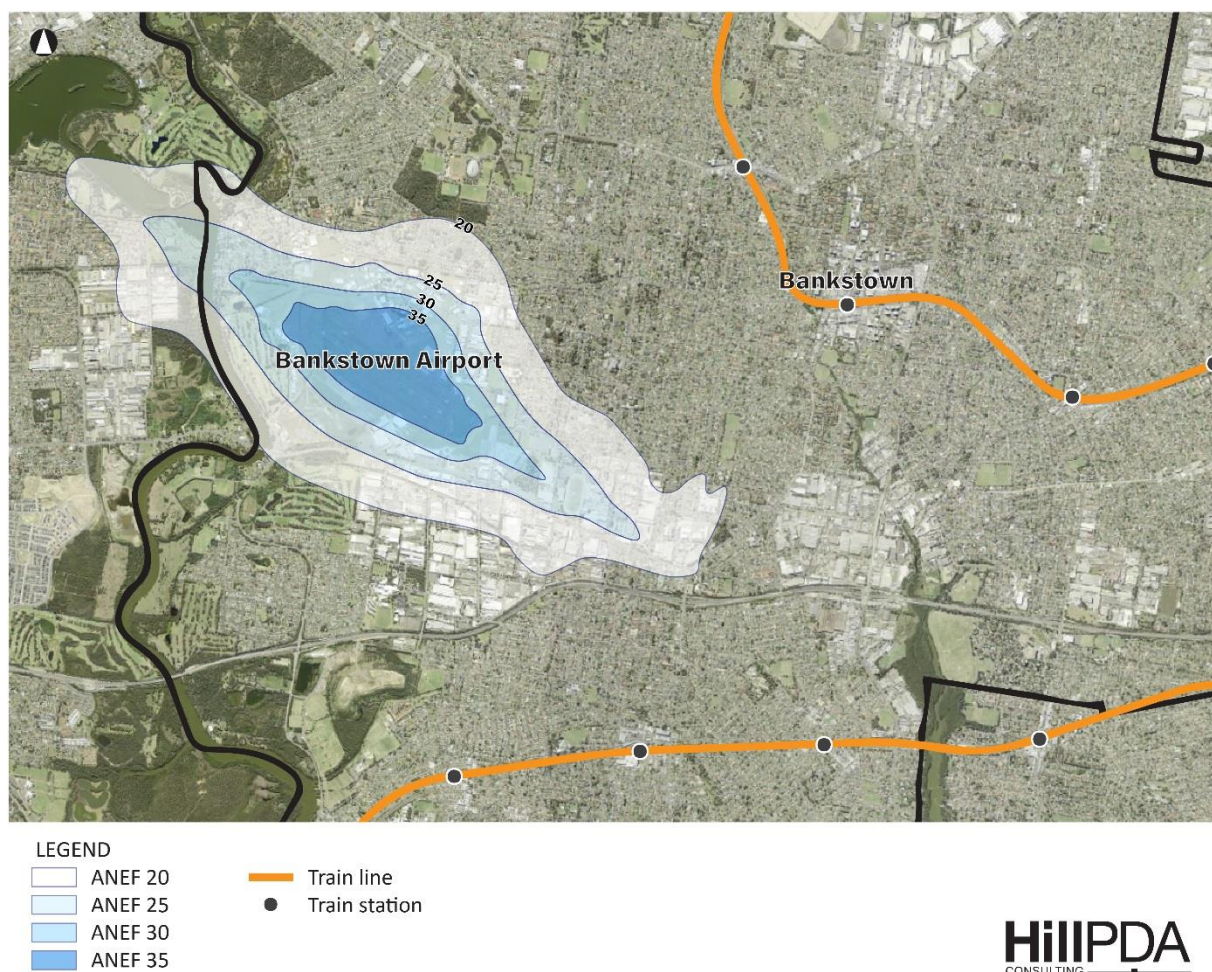 20
25
30
35
Bankstown
Bankstown Airport
LEGEND
ANEF 20
ANEF 25
ANEF 30
ANEF 35
Train line
Train station
HillPDA
CONSULTING